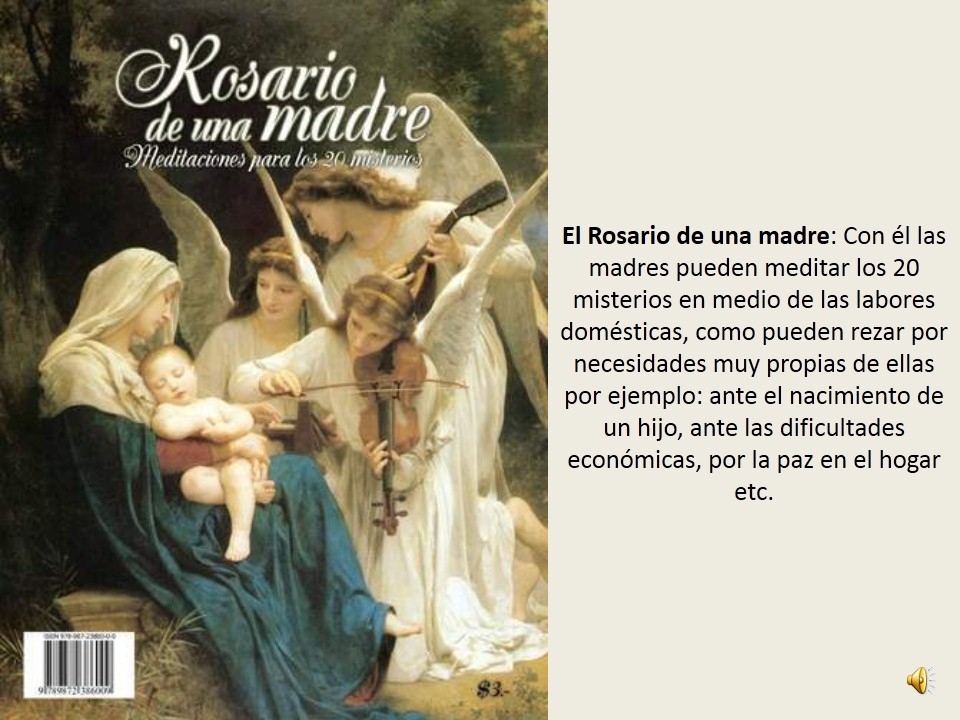 Rosario
de una madre
Meditaciones para los 20 misterios
El Rosario de una madre: Con él las
madres pueden meditar los 20
misterios en medio de las labores
domésticas, como pueden rezar por
necesidades muy propias de ellas
por ejemplo: ante el nacimiento de
un hijo, ante las dificultades
económicas, por la paz en el hogar
etc.
9789872386009
$3.-